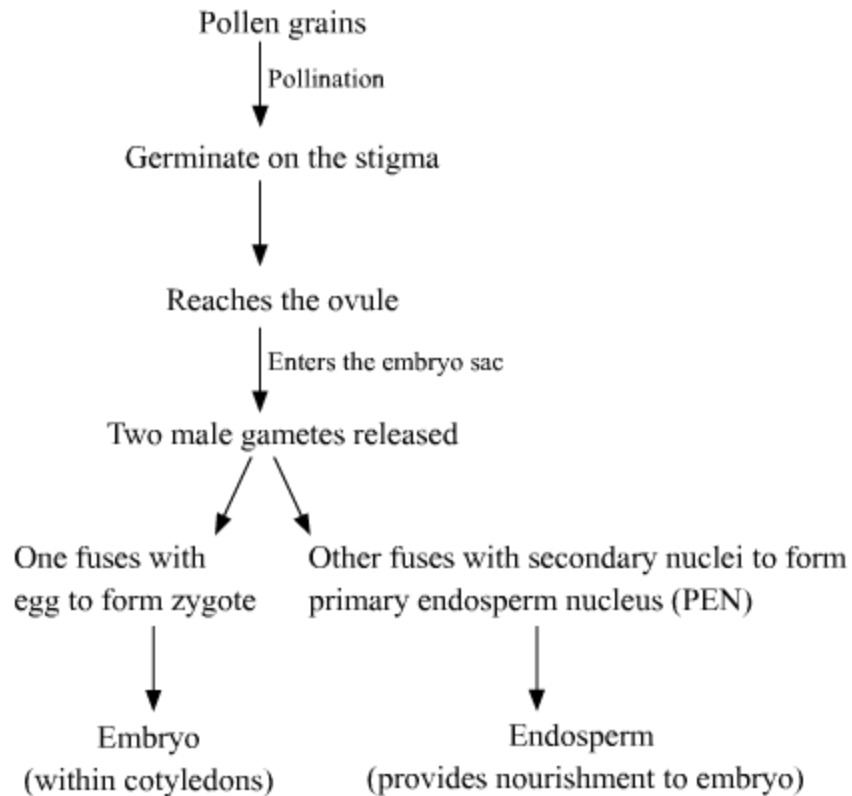 Pollen grains
Pollination
Germinate on the stigma
Reaches the ovule
Enters the embryo sac
Two male gametes released
One fuses with
egg to form zygote
Other fuses with secondary nuclei to form
primary endosperm nucleus (PEN)
Embryo
(within cotyledons)
Endosperm
(provides nourishment to embryo)